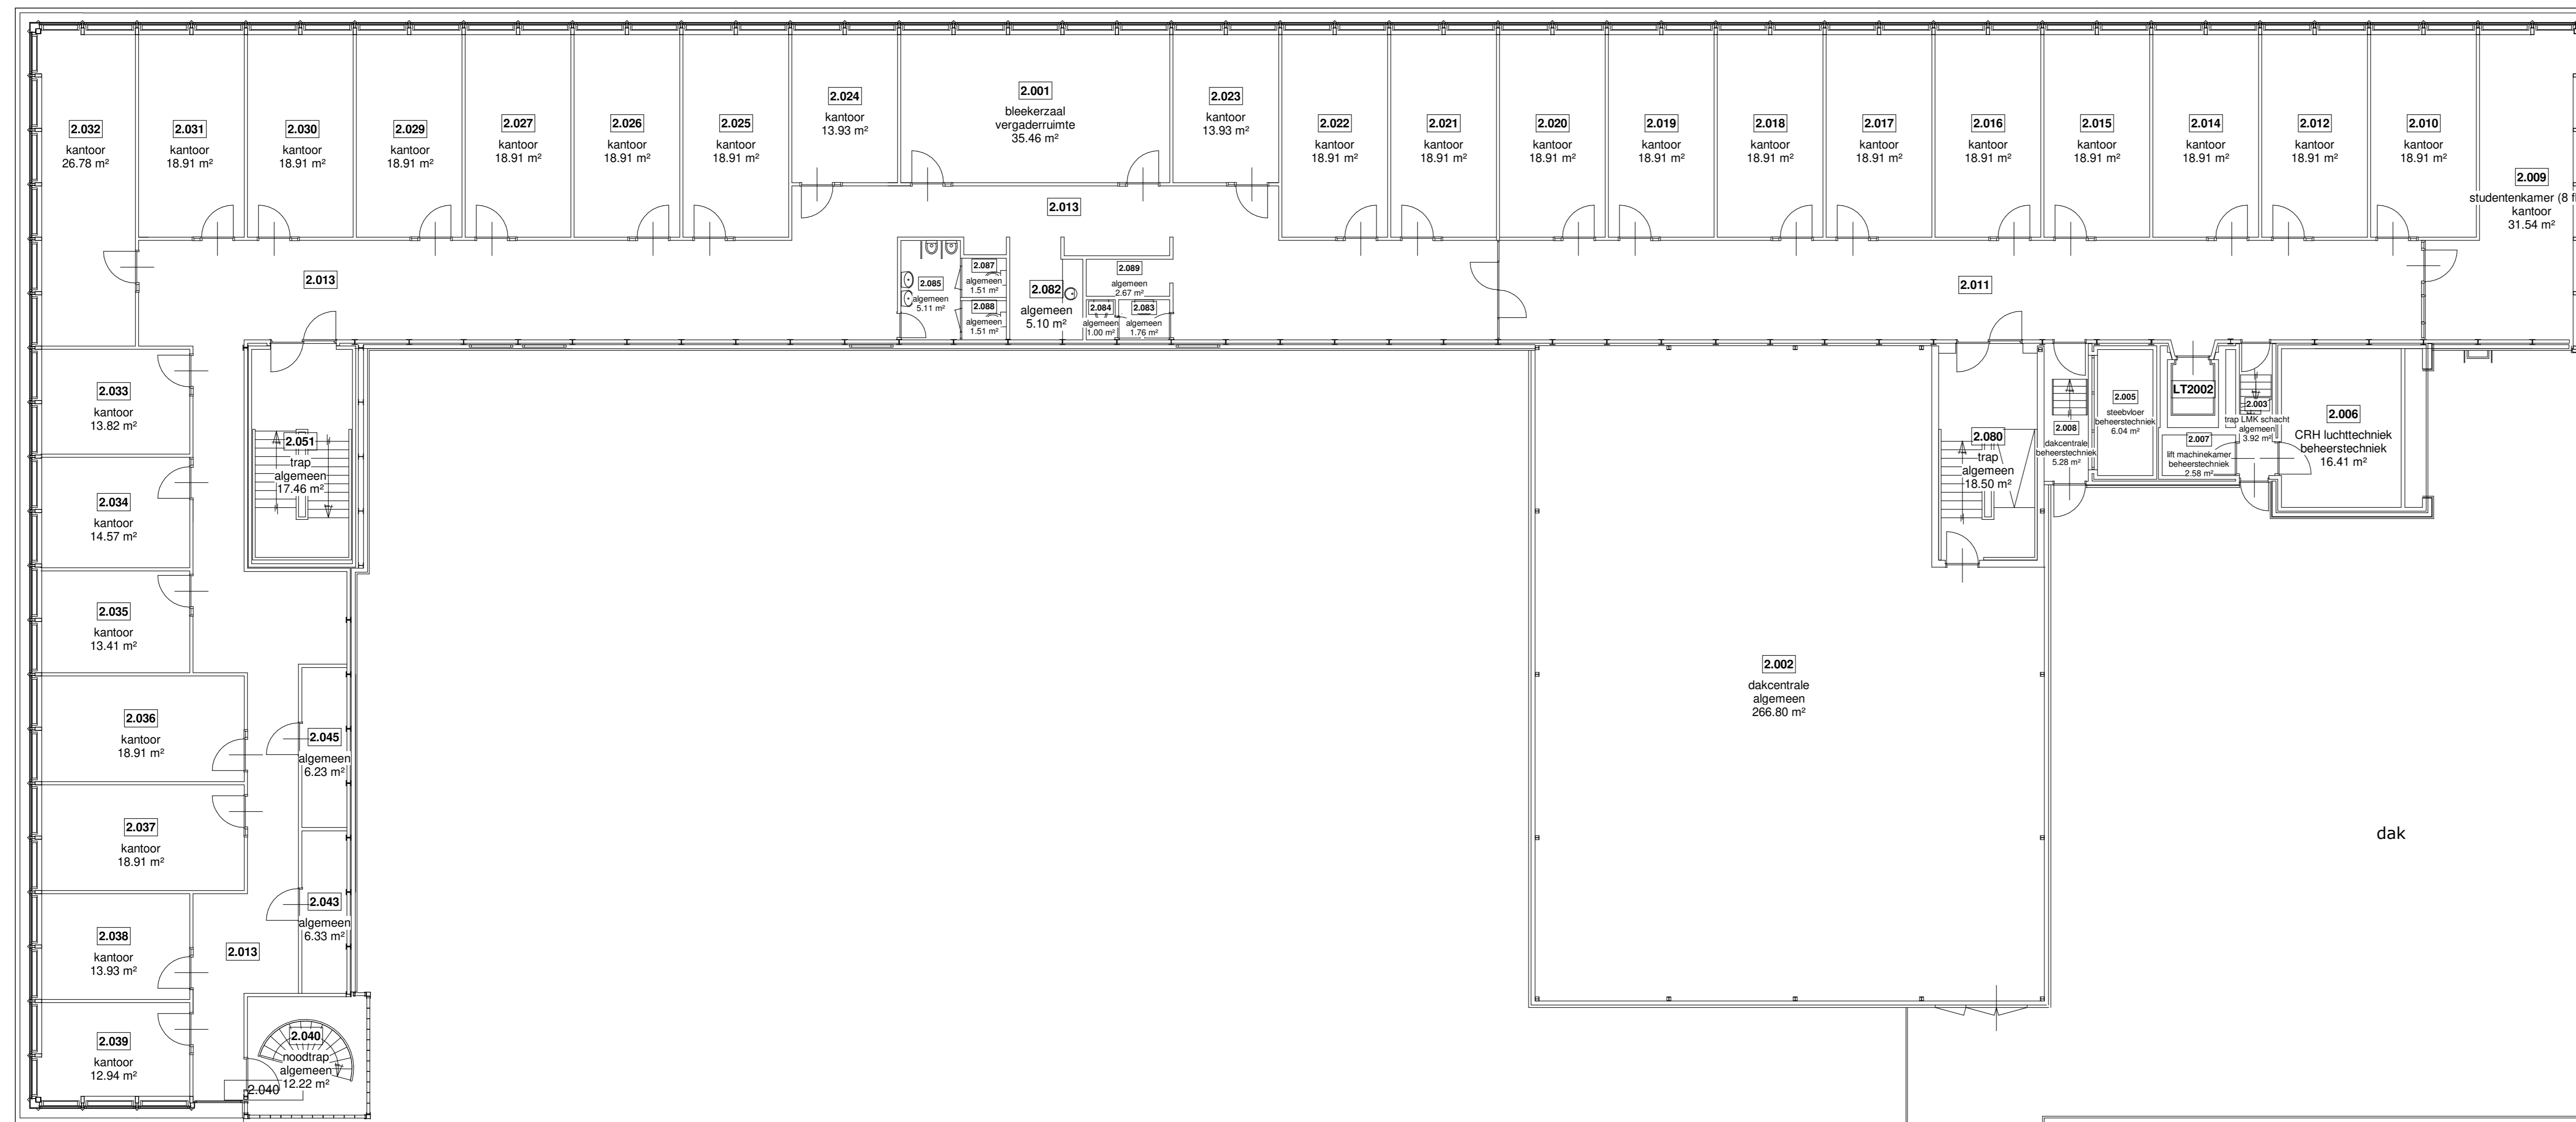 2.032
kantoor
26.78 m²
2.031
kantoor
18.91 m²
2.030
kantoor
18.91 m²
2.029
kantoor
18.91 m²
2.027
kantoor
18.91 m²
2.026
kantoor
18.91 m²
2.025
kantoor
18.91 m²
2.024
kantoor
13.93 m²
2.001
bleekerzaal
vergaderruimte
35.46 m²
2.023
kantoor
13.93 m²
2.022
kantoor
18.91 m²
2.021
kantoor
18.91 m²
2.020
kantoor
18.91 m²
2.019
kantoor
18.91 m²
2.018
kantoor
18.91 m²
2.017
kantoor
18.91 m²
2.016
kantoor
18.91 m²
2.015
kantoor
18.91 m²
2.014
kantoor
18.91 m²
2.012
kantoor
18.91 m²
2.010
kantoor
18.91 m²
2.009
studentenkamer (8 f
kantoor
31.54 m²
2.013
2.013
2.085
algemeen
5.11 m²
2.087
algemeen
1.51 m²
2.088
algemeen
1.51 m²
2.082
algemeen
5.10 m²
2.089
algemeen
2.67 m²
2.084
algemeen
1.00 m²
2.083
algemeen
1.76 m²
2.011
2.033
kantoor
13.82 m²
2.051
trap
algemeen
17.46 m²
2.034
kantoor
14.57 m²
2.035
kantoor
13.41 m²
2.036
kantoor
18.91 m²
2.045
algemeen
6.23 m²
2.037
kantoor
18.91 m²
2.043
algemeen
6.33 m²
2.038
kantoor
13.93 m²
2.013
2.039
kantoor
12.94 m²
2.040
noodtrap
algemeen
12.22 m²
2.040
2.002
dakcentrale
algemeen
266.80 m²
2.080
trap
algemeen
18.50 m²
2.008
dakcentrale
beheerstechniek
5.28 m²
2.005
steebvloer
beheerstechniek
6.04 m²
LT2002
2.007
lift machinekamer
beheerstechniek
2.58 m²
2.003
trap LMK schacht
algemeen
3.92 m²
2.006
CRH luchttechniek
beheerstechniek
16.41 m²
dak